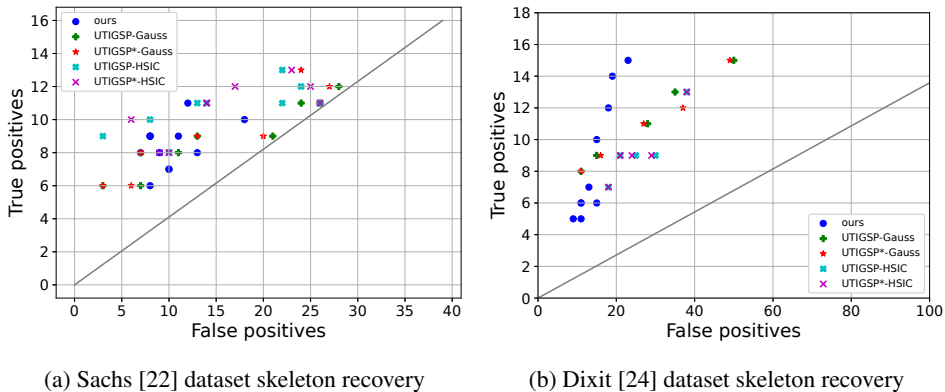 16
14
12
10
8
6
4
2
0
True positives
ours
UTIGSP-Gauss
UTIGSP*-Gauss
UTIGSP-HSIC
UTIGSP*-HSIC
0 5 10 15 20 25 30 35 40
False positives
(a) Sachs [22] dataset skeleton recovery
18
16
14
12
10
8
6
4
2
0
True positives
ours
UTIGSP-Gauss
UTIGSP*-Gauss
UTIGSP-HSIC
UTIGSP*-HSIC
0 20 40 60 80 100
False positives
(b) Dixit [24] dataset skeleton recovery